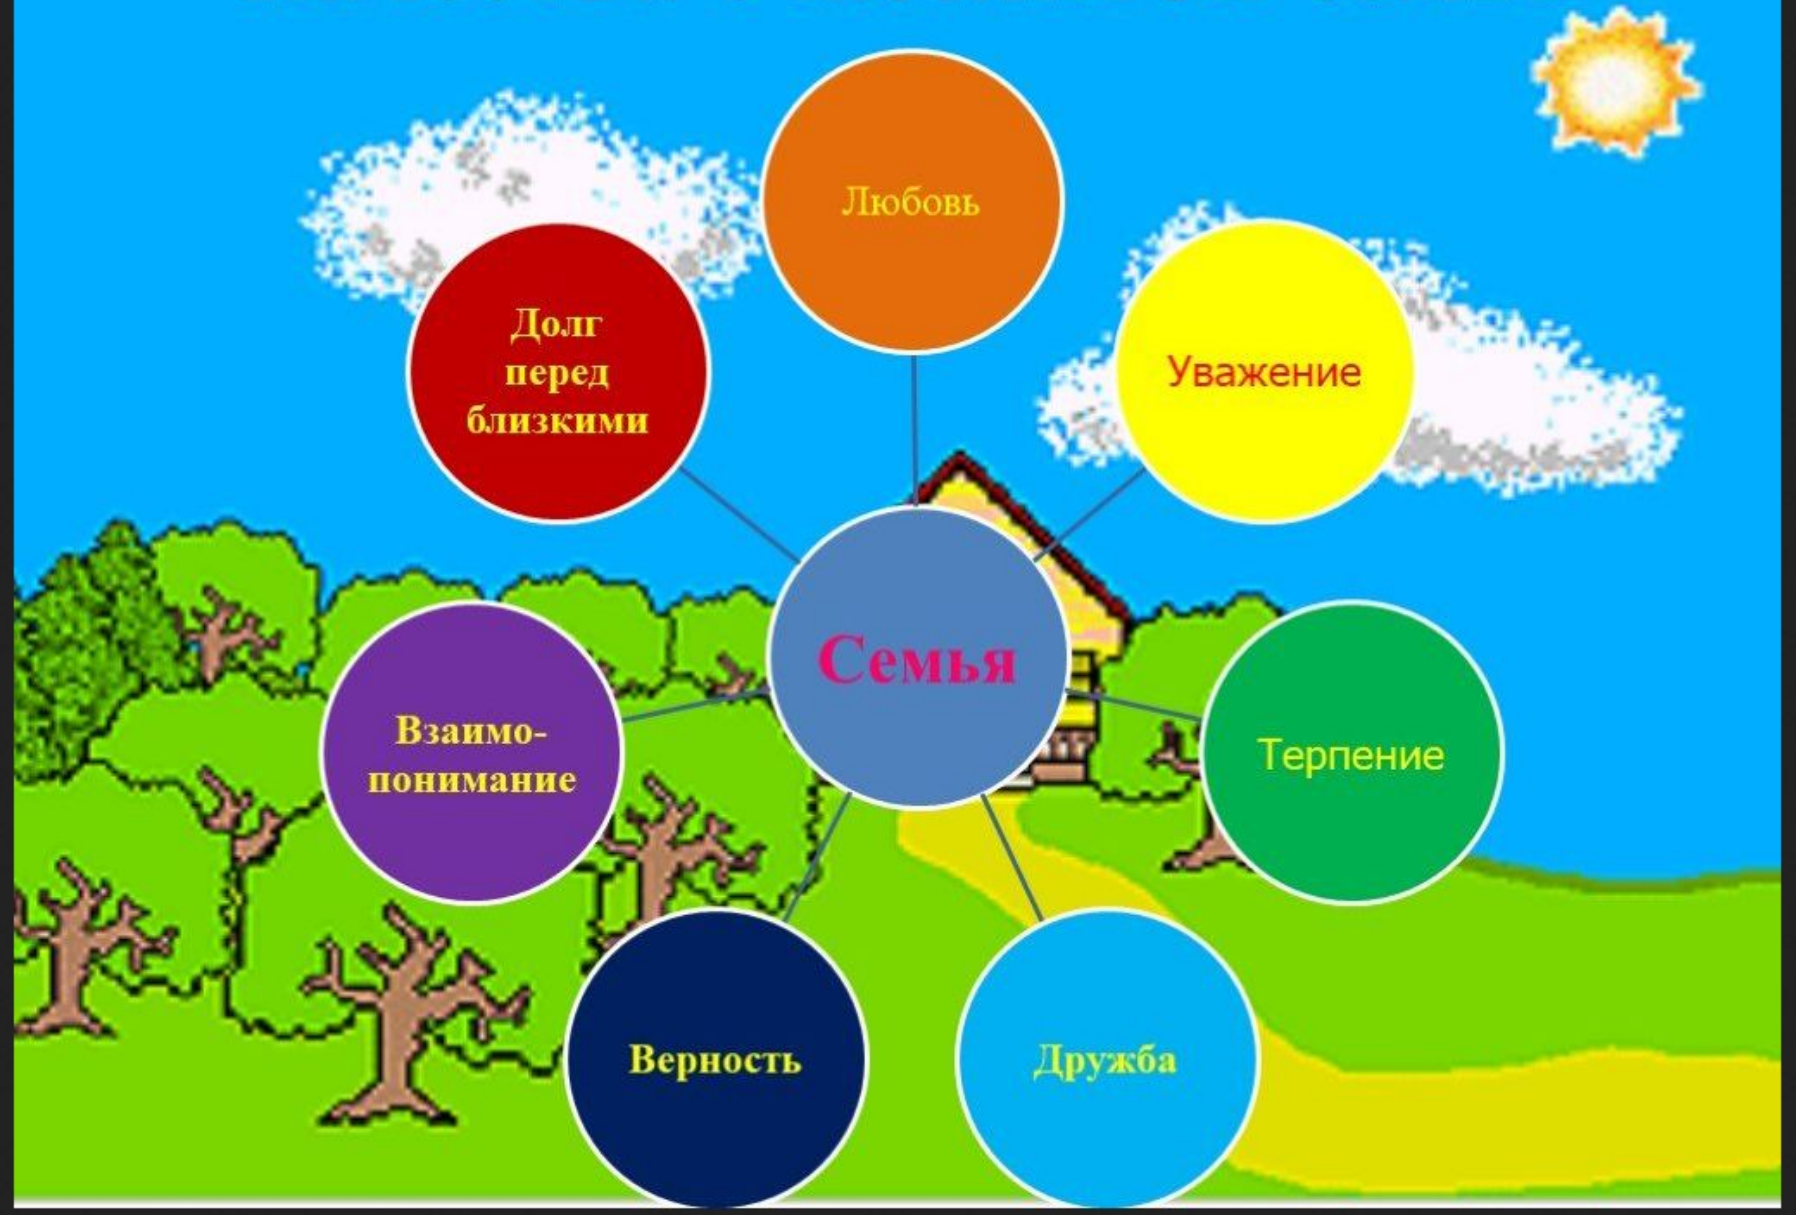 Любовь
Долг
перед
близкими
Уважение
Семья
Взаимо-
понимание
Терпение
Верность
Дружба